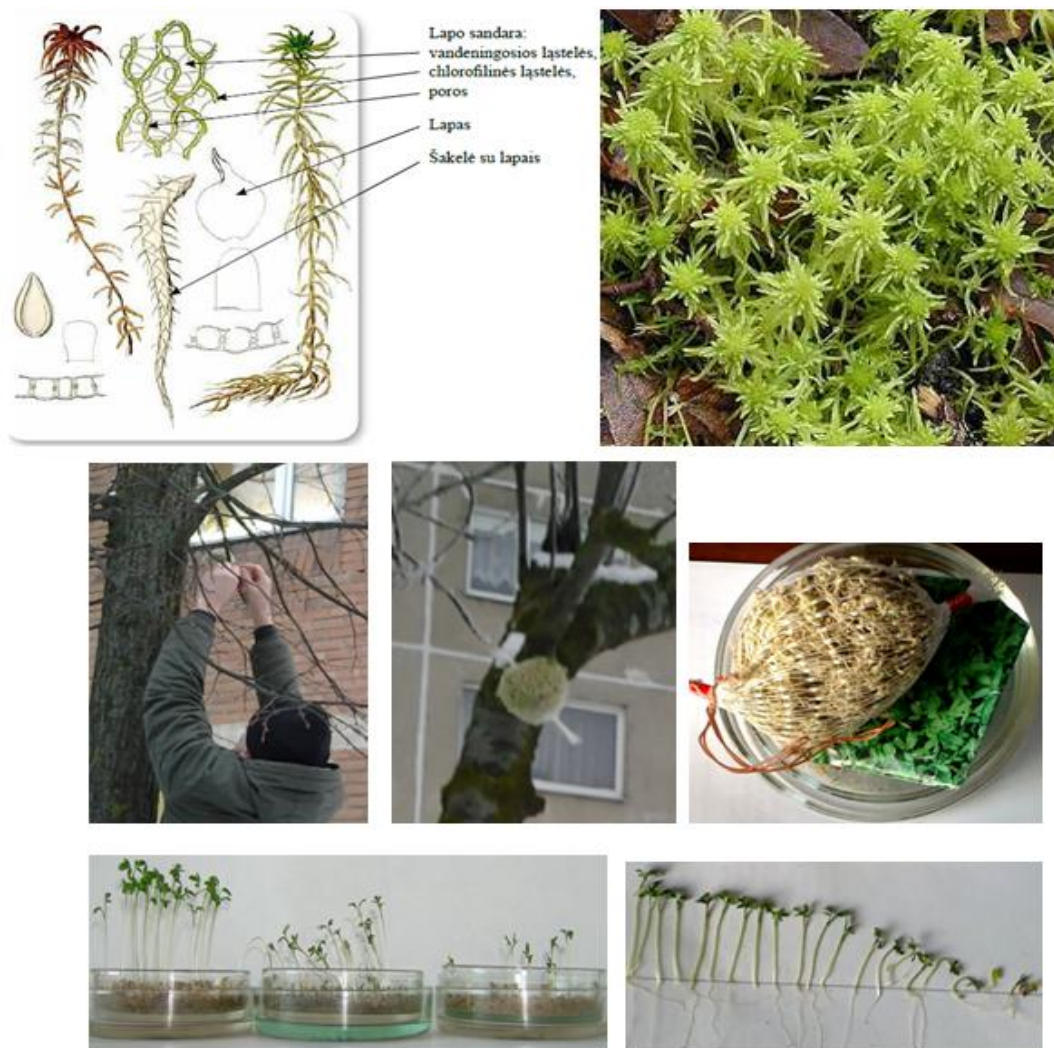 Lapo sandara:
vandeningosios ląstelės,
chlorofilinės ląstelės,
poros
Lapas
Šakelė su lapais